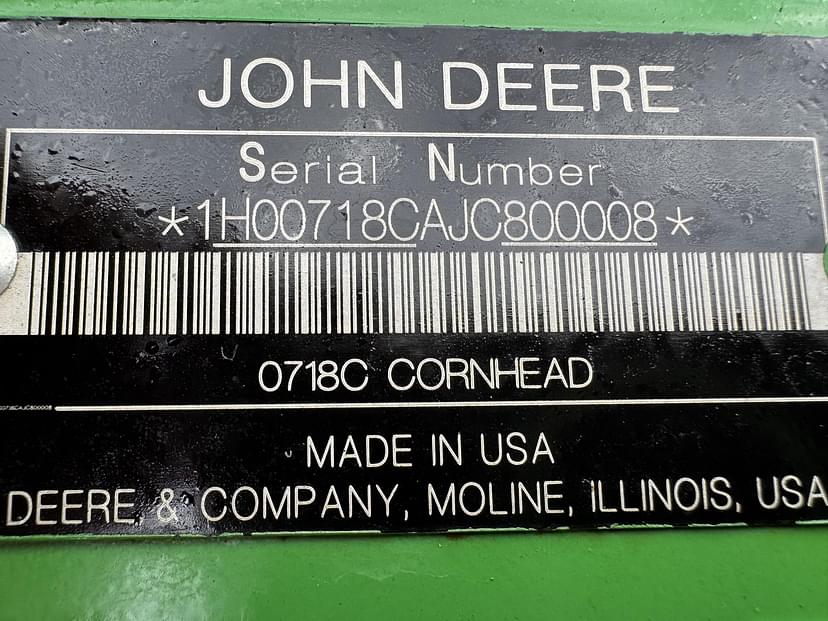 JOHN DEERE
Serial Number
*1H00718CAJC800008*
0718C CORNHEAD
MADE IN USA
DEERE & COMPANY, MOLINE, ILLINOIS, USA